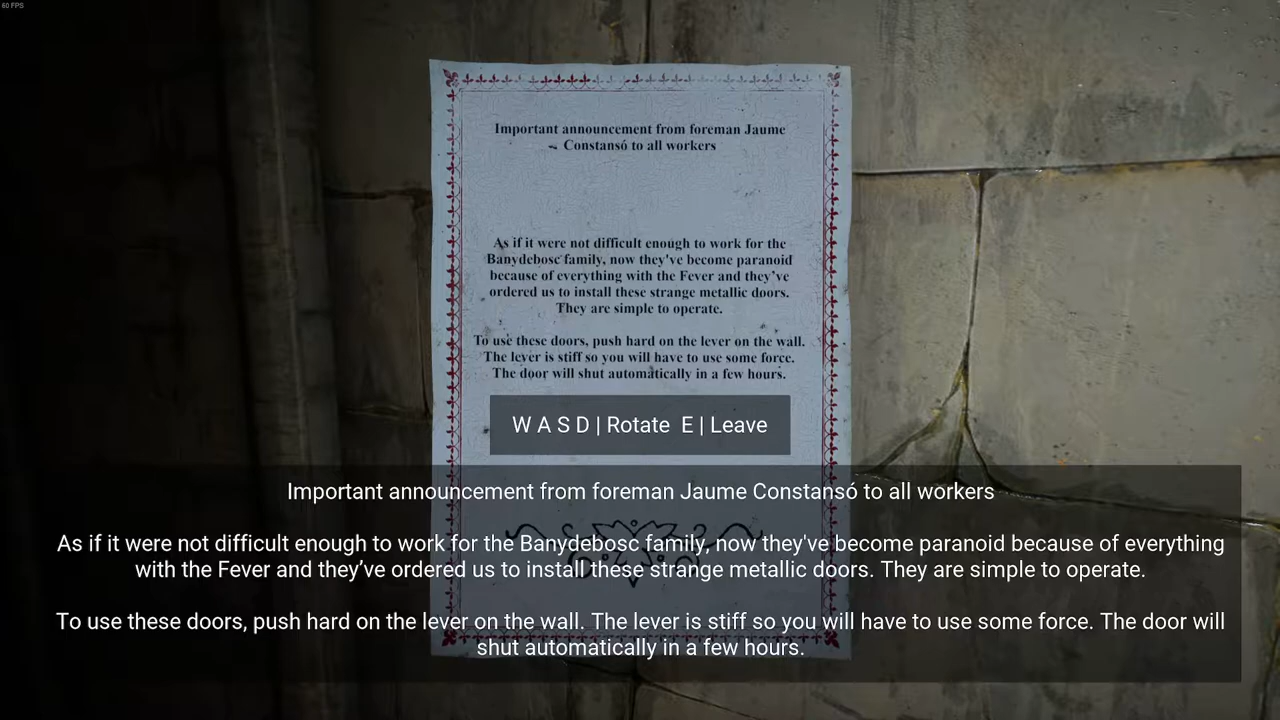 60 FPS
Important announcement from foreman Jaume
Constansó to all workers
As if it were not difficult enough to work for the
Banydebosc family, now they've become paranoid
because of everything with the Fever and they've
ordered us to install these strange metallic doors.
They are simple to operate.
To use these doors, push hard on the lever on the wall.
The lever is stiff so you will have to use some force.
The door will shut automatically in a few hours.
W A S D | Rotate E | Leave
Important announcement from foreman Jaume Constansó to all workers
As if it were not difficult enough to work for the Banydebosc family, now they've become paranoid because of everything
with the Fever and they’ve ordered us to install these strange metallic doors. They are simple to operate.
To use these doors, push hard on the lever on the wall. The lever is stiff so you will have to use some force. The door will
shut automatically in a few hours.